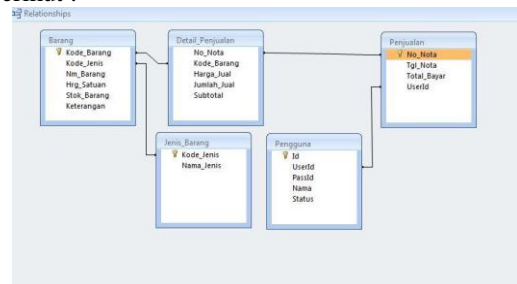 Relationships
Barang
Kode_Barang
Kode_Jenis
Nm_Barang
Hrg_Satuan
Stok_Barang
Keterangan
Detail_Penjualan
No_Nota
Kode_Barang
Harga_Jual
Jumlah_Jual
Subtotal
Penjualan
No_Nota
Tgl_Nota
Total_Bayar
UserId
Jenis_Barang
Kode_Jenis
Nama_Jenis
Pengguna
Id
UserId
PassId
Nama
Status